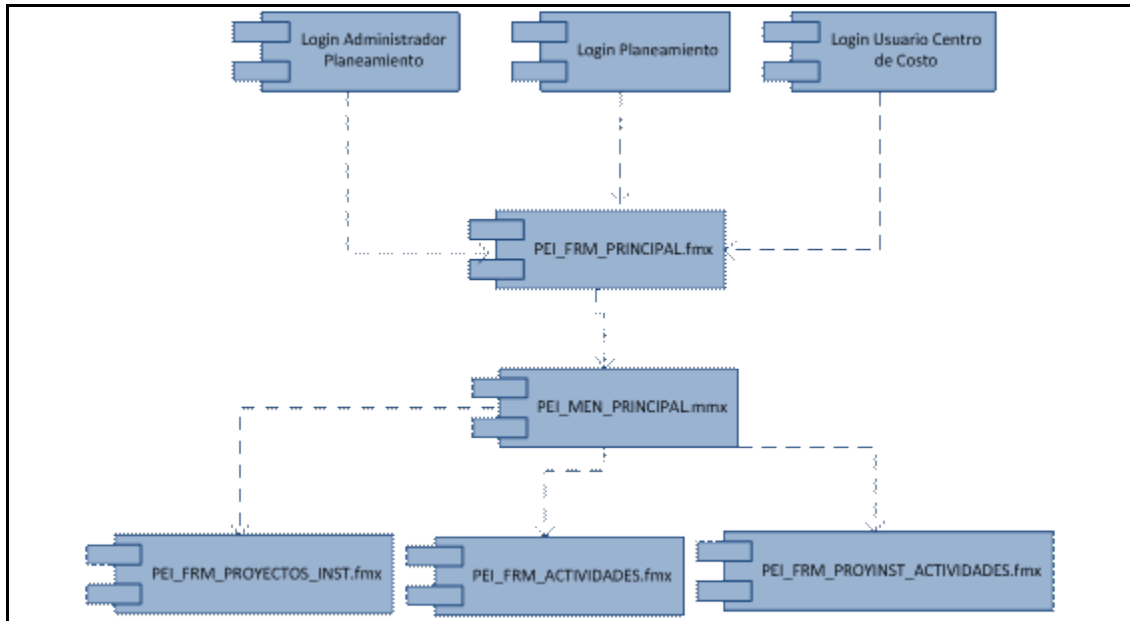 Login Administrador
Planeamiento
Login Planeamiento
Login Usuario Centro
de Costo
PEI_FRM_PRINCIPAL.fmx
PEI_MEN_PRINCIPAL.mmx
PEI_FRM_PROYECTOS_INST.fmx
PEI_FRM_ACTIVIDADES.fmx
PEI_FRM_PROYINST_ACTIVIDADES.fmx